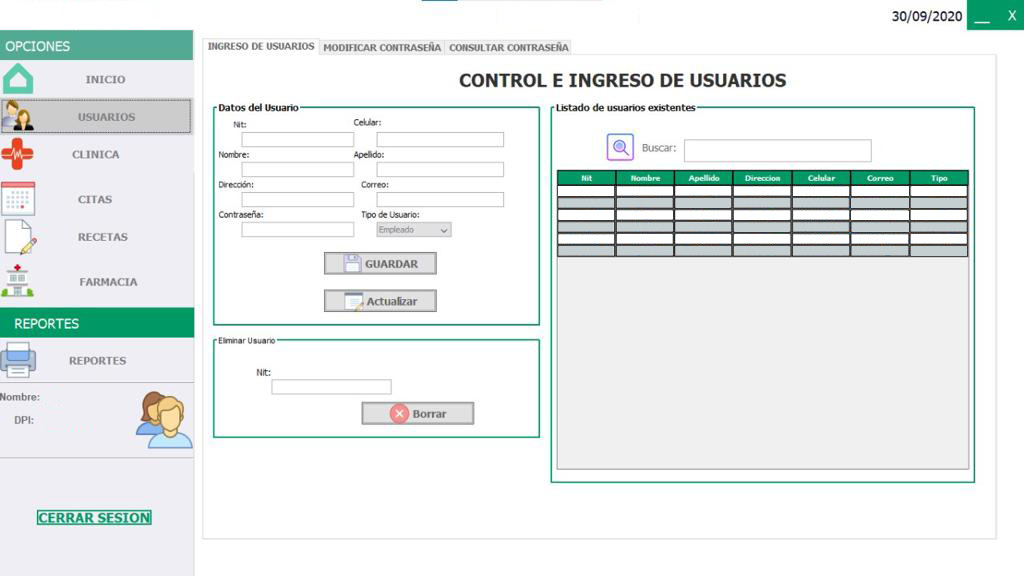 30/09/2020 __ X
OPCIONES
INICIO
USUARIOS
CLINICA
CITAS
RECETAS
FARMACIA
REPORTES
REPORTES
Nombre:
DPI:
CERRAR SESION
INGRESO DE USUARIOS MODIFICAR CONTRASEÑA CONSULTAR CONTRASEÑA
CONTROL E INGRESO DE USUARIOS
Datos del Usuario
Nit: Celular:
Nombre: Apellido:
Dirección: Correo:
Contraseña: Tipo de Usuario:
Empleado
GUARDAR
Actualizar
Eliminar Usuario
Nit:
Borrar
Listado de usuarios existentes
Buscar:
Nit Nombre Apellido Direccion Celular Correo Tipo